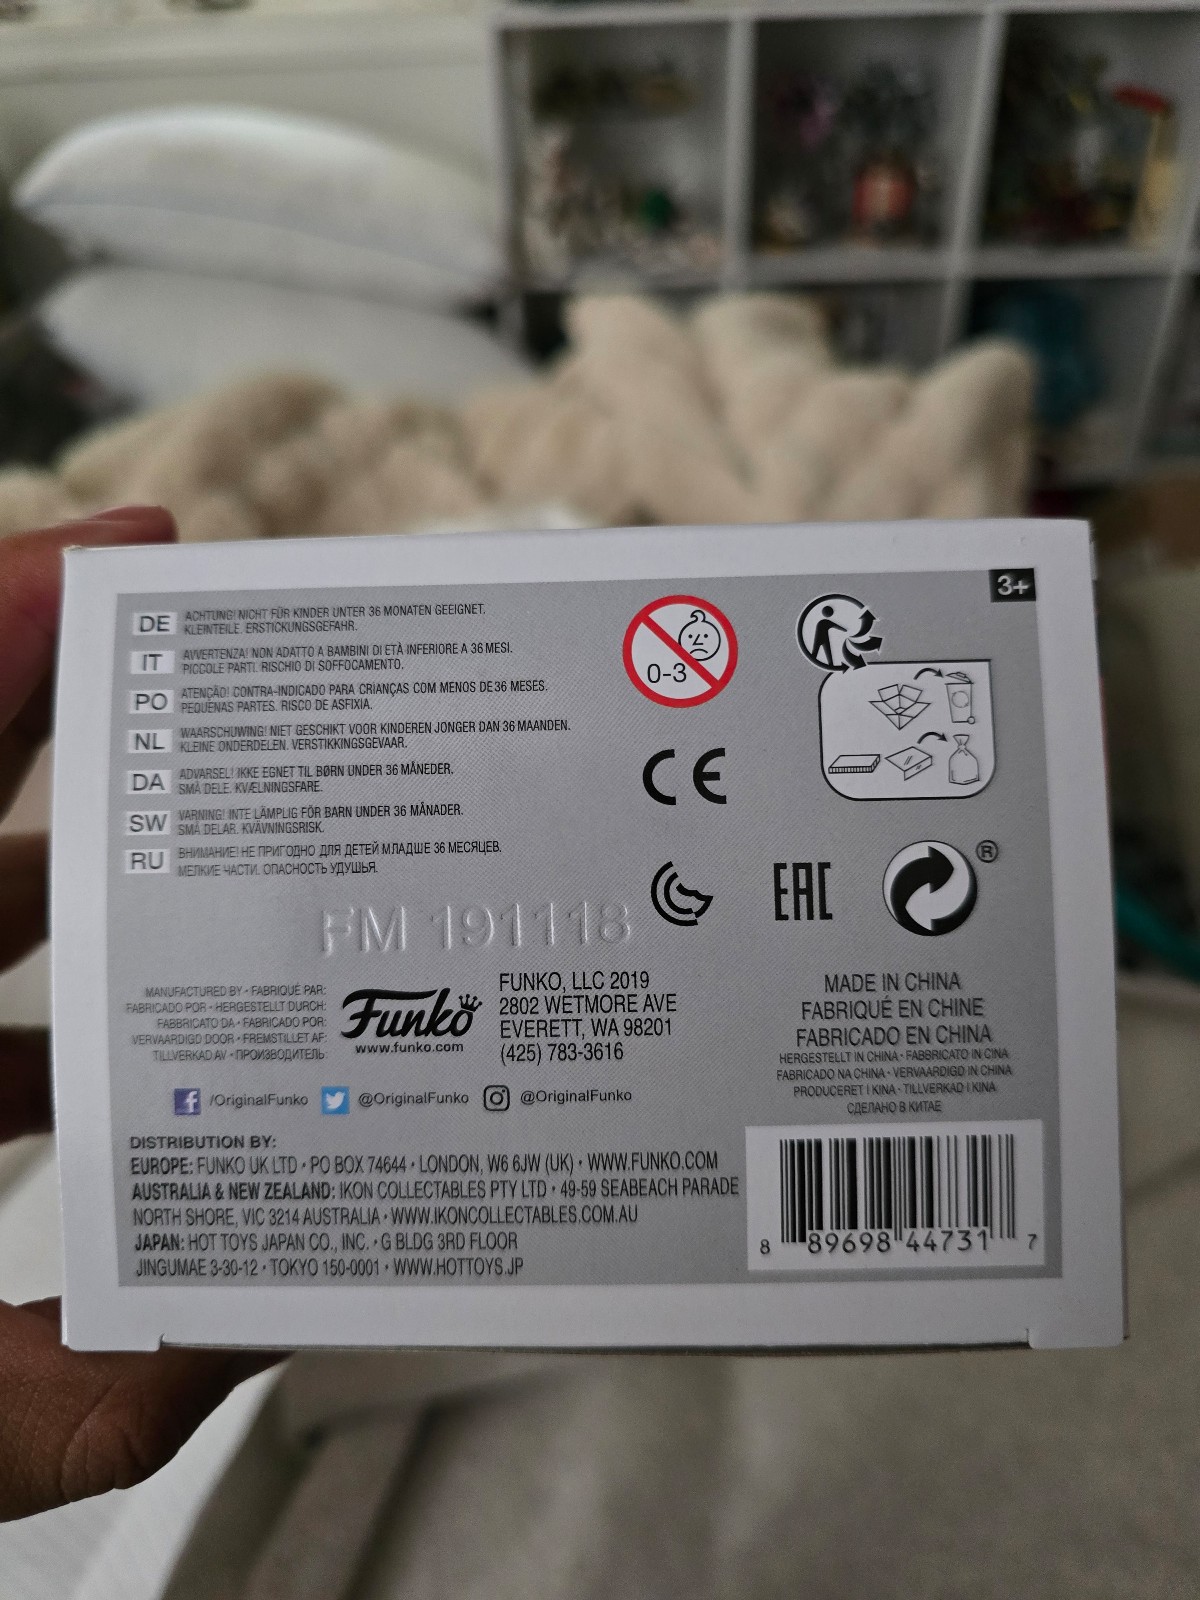 3+
DE ACHTUNG! NICHT FÜR KINDER UNTER 36 MONATEN GEEIGNET.
KLEINTEILE. ERSTICKUNGSGEFAHR.
IT AVVERTENZA! NON ADATTO A BAMBINI DI ETÀ INFERIORE A 36 MESI.
PICCOLE PARTI. RISCHIO DI SOFFOCAMENTO.
PO ATENÇÃO! CONTRA-INDICADO PARA CRIANÇAS COM MENOS DE 36 MESES.
PEQUENAS PARTES. RISCO DE ASFIXIA.
NL WAARSCHUWING! NIET GESCHIKT VOOR KINDEREN JONGER DAN 36 MAANDEN.
KLEINE ONDERDELEN. VERSTIKKINGSGEVAAR.
DA ADVARSEL! IKKE EGNET TIL BØRN UNDER 36 MÅNEDER.
SMÅ DELE. KVÆLNINGSFARE.
SW VARNING! INTE LÄMPLIG FÖR BARN UNDER 36 MÅNADER.
SMÅ DELAR. KVÄVNINGSRISK.
RU ВНИМАНИЕ! НЕ ПРИГОДНО ДЛЯ ДЕТЕЙ МЛАДШЕ 36 МЕСЯЦЕВ.
МЕЛКИЕ ЧАСТИ. ОПАСНОСТЬ УДУШЬЯ.
0-3
CE
EAC
®
FM 191118
MANUFACTURED BY • FABRIQUÉ PAR:
FABRICADO POR • HERGESTELLT DURCH:
FABBRICATO DA • FABRICADO POR:
VERVAARDIGD DOOR • FREMSTILLET AF:
TILLVERKAD AV • ПРОИЗВОДИТЕЛЬ:
Funko
www.funko.com
FUNKO, LLC 2019
2802 WETMORE AVE
EVERETT, WA 98201
(425) 783-3616
MADE IN CHINA
FABRIQUÉ EN CHINE
FABRICADO EN CHINA
HERGESTELLT IN CHINA • FABBRICATO IN CINA
FABRICADO NA CHINA • VERVAARDIGD IN CHINA
PRODUCERET I KINA • TILLVERKAD I KINA
СДЕЛАНО В КИТАЕ
/OriginalFunko @OriginalFunko @OriginalFunko
DISTRIBUTION BY:
EUROPE: FUNKO UK LTD • PO BOX 74644 • LONDON, W6 6JW (UK) • WWW.FUNKO.COM
AUSTRALIA & NEW ZEALAND: IKON COLLECTABLES PTY LTD • 49-59 SEABEACH PARADE
NORTH SHORE, VIC 3214 AUSTRALIA • WWW.IKONCOLLECTABLES.COM.AU
JAPAN: HOT TOYS JAPAN CO., INC. • G BLDG 3RD FLOOR
JINGUMAE 3-30-12 • TOKYO 150-0001 • WWW.HOTTOYS.JP
8 89698 44731 7